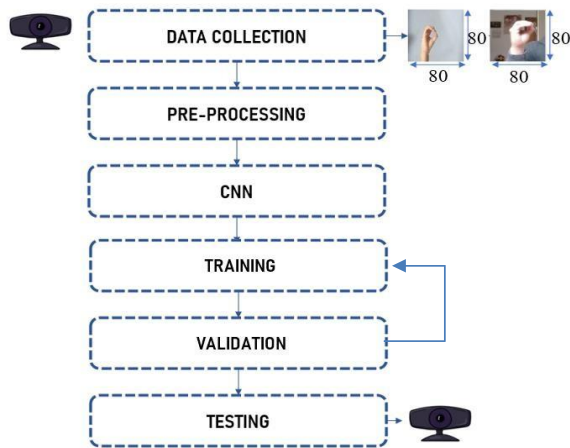 DATA COLLECTION
80 80
80 80
PRE-PROCESSING
CNN
TRAINING
VALIDATION
TESTING